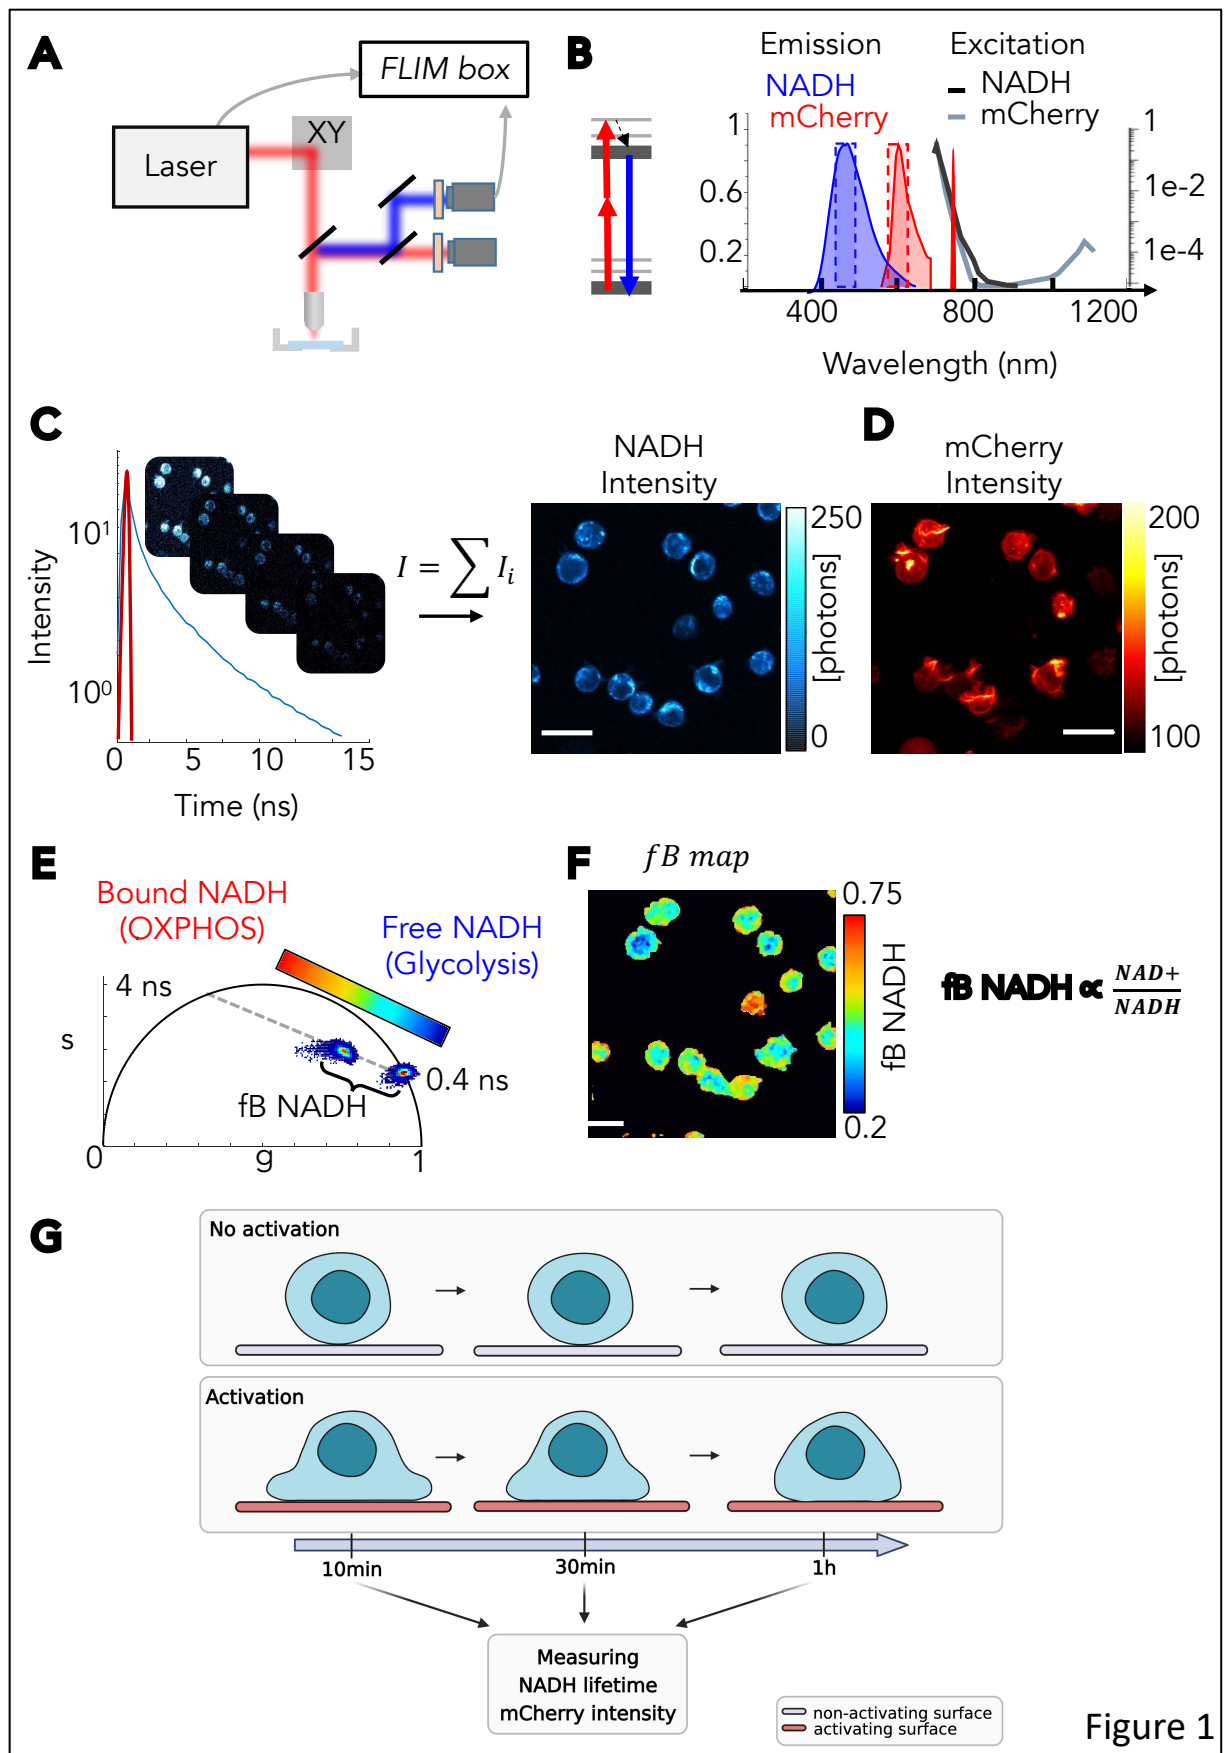 A
FLIM box
XY
Laser
B
Emission
NADH
mCherry
Excitation
NADH
mCherry
1
0.6
0.2
1
1e-2
1e-4
400
800
1200
Wavelength (nm)
C
Intensity
10¹
10⁰
0
5
10
15
Time (ns)
I = ∑ Iᵢ
NADH
Intensity
250
[photons]
0
D
mCherry
Intensity
200
[photons]
100
E
Bound NADH
(OXPHOS)
Free NADH
(Glycolysis)
4 ns
s
0.4 ns
fB NADH
0
g
1
F
fB map
0.75
fB NADH
0.2
fB NADH ∝ NAD+
NADH
G
No activation
Activation
10min
30min
1h
Measuring
NADH lifetime
mCherry intensity
non-activating surface
activating surface
Figure 1